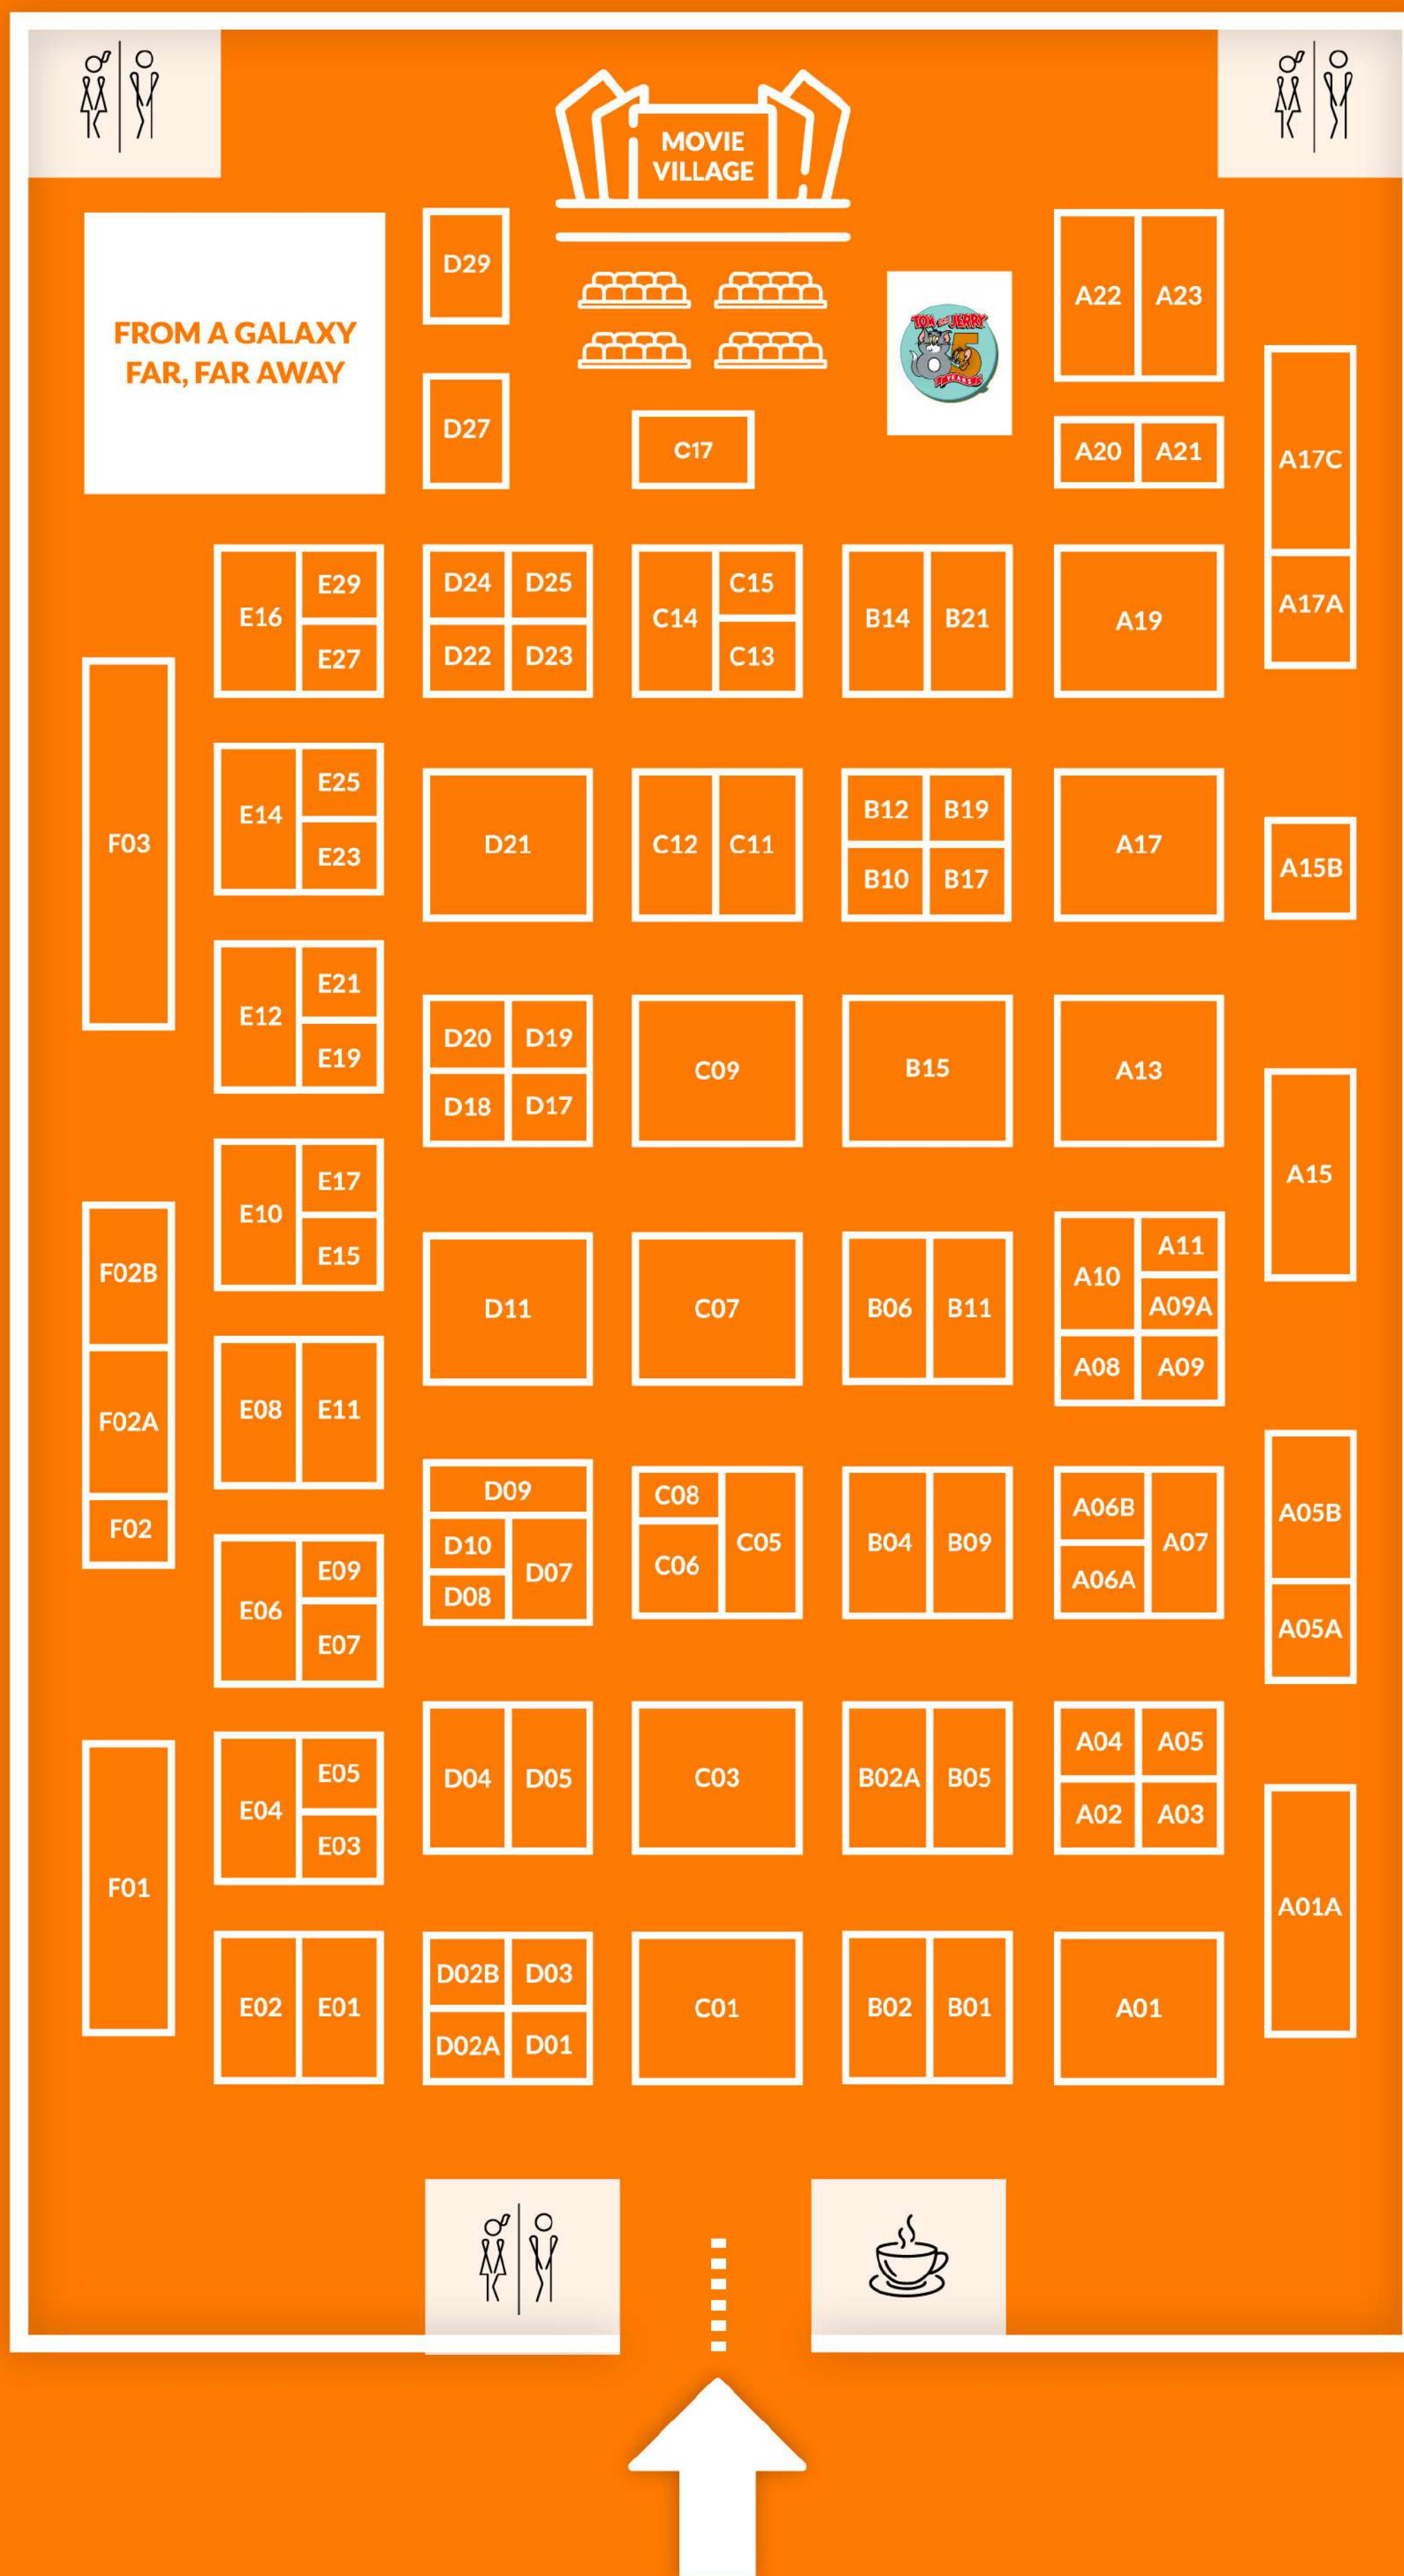 MOVIE
VILLAGE
D29
FROM A GALAXY
FAR, FAR AWAY
TOM and JERRY
85
YEARS
A22 A23
D27
C17
A20 A21
A17C
E16
E29
E27
D24 D25
D22 D23
C14
C15
C13
B14 B21
A19
A17A
F03
E14
E25
E23
D21
C12 C11
B12 B19
B10 B17
A17
A15B
E12
E21
E19
D20 D19
D18 D17
C09
B15
A13
A15
F02B
F02A
F02
E10
E17
E15
D11
C07
B06 B11
A10
A11
A09A
A08 A09
E08 E11
D09
D10
D08
D07
C08
C06
C05
B04 B09
A06B
A06A
A07
A05B
A05A
E06
E09
E07
F01
E04
E05
E03
D04 D05
C03
B02A B05
A04 A05
A02 A03
A01A
E02 E01
D02B D03
D02A D01
C01
B02 B01
A01